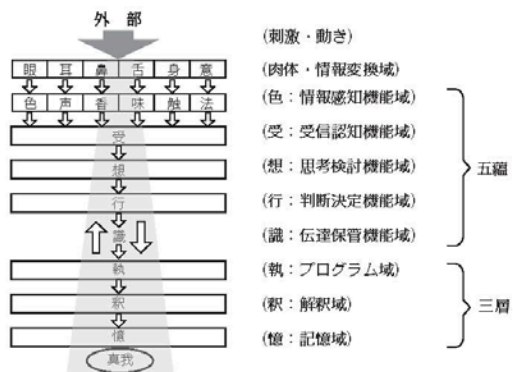 外 部
(刺激・動き)
眼 耳 鼻 舌 身 意
(肉体・情報変換域)
色 声 香 味 触 法
(色：情報感知機能域)
受
(受：受信認知機能域)
想
(想：思考検討機能域)
五蘊
行
(行：判断決定機能域)
識
(識：伝達保管機能域)
執
(執：プログラム域)
釈
(釈：解釈域)
三層
憶
(憶：記憶域)
真我